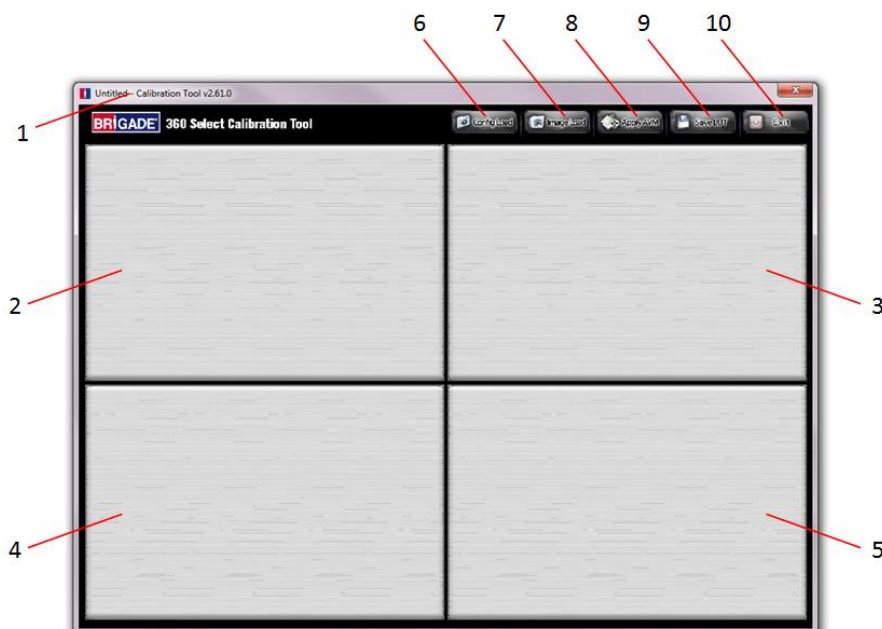 6 7 8 9 10
Untitled - Calibration Tool v2.61.0
1
BRIGADE 360 Select Calibration Tool Config Load Image Load Apply AVM Save LUT Exit
2 3
4 5